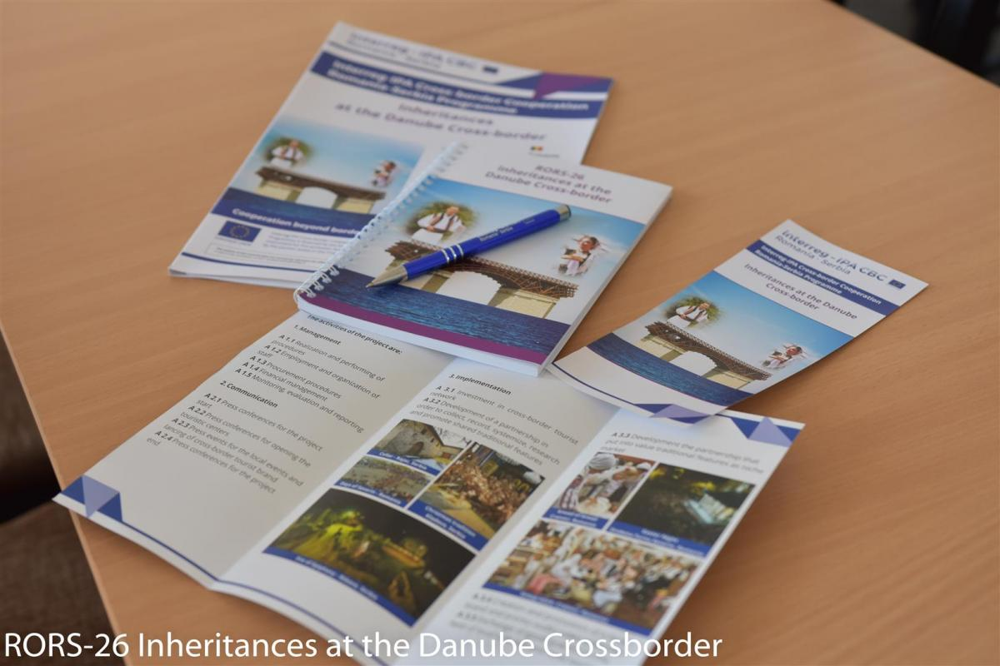 Interreg - IPA CBC
Romania - Serbia
Interreg-IPA Cross-border Cooperation
Romania-Serbia Programme
Inheritances
at the Danube Cross-border
Cooperation beyond
RORS-26
Inheritances at the
Danube Cross-border
Interreg - IPA CBC
Romania - Serbia
Interreg-IPA Cross-border Cooperation
Romania-Serbia Programme
Inheritances at the Danube
Cross-border
The activities of the project are:
1. Management
A 1.1 Realization and performing of
procedures
A 1.2 Employment and organization of
staff
A 1.3 Procurement procedures
A 1.4 Financial management
A 1.5 Monitoring, evaluation and reporting
2. Communication
A 2.1 Press conferences for the project
start
A 2.2 Press conferences for opening the
touristic centers
A 2.3 Press events for the local events and
lancing of cross-border tourist brand
A 2.4 Press conferences for the project
end
3. Implementation
A 3.1 Investment in cross-border tourist
network
A 3.2 Development of a partnership in
order to collect, record, systemize, research
and promote shared traditional features
A 3.3 Development the partnership that
put into value traditional features as niche
market
RORS-26 Inheritances at the Danube Crossborder